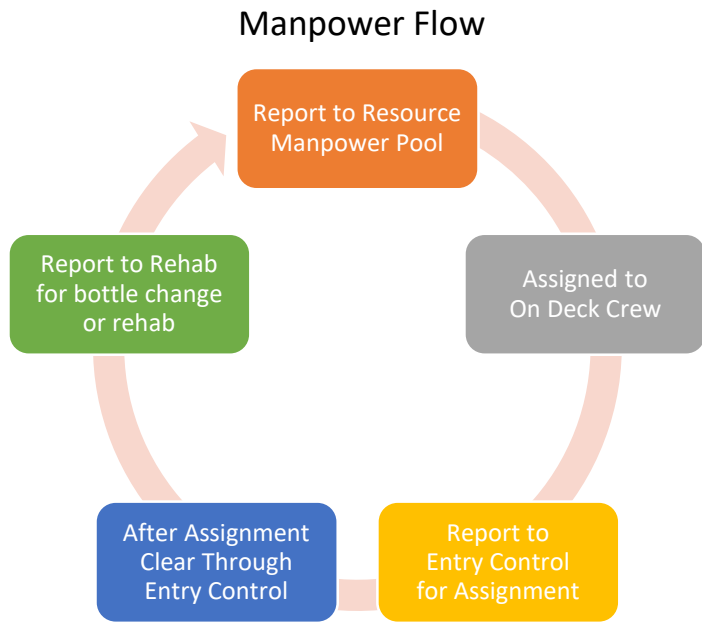 Manpower Flow
Report to Resource
Manpower Pool
Assigned to
On Deck Crew
Report to
Entry Control
for Assignment
After Assignment
Clear Through
Entry Control
Report to Rehab
for bottle change
or rehab